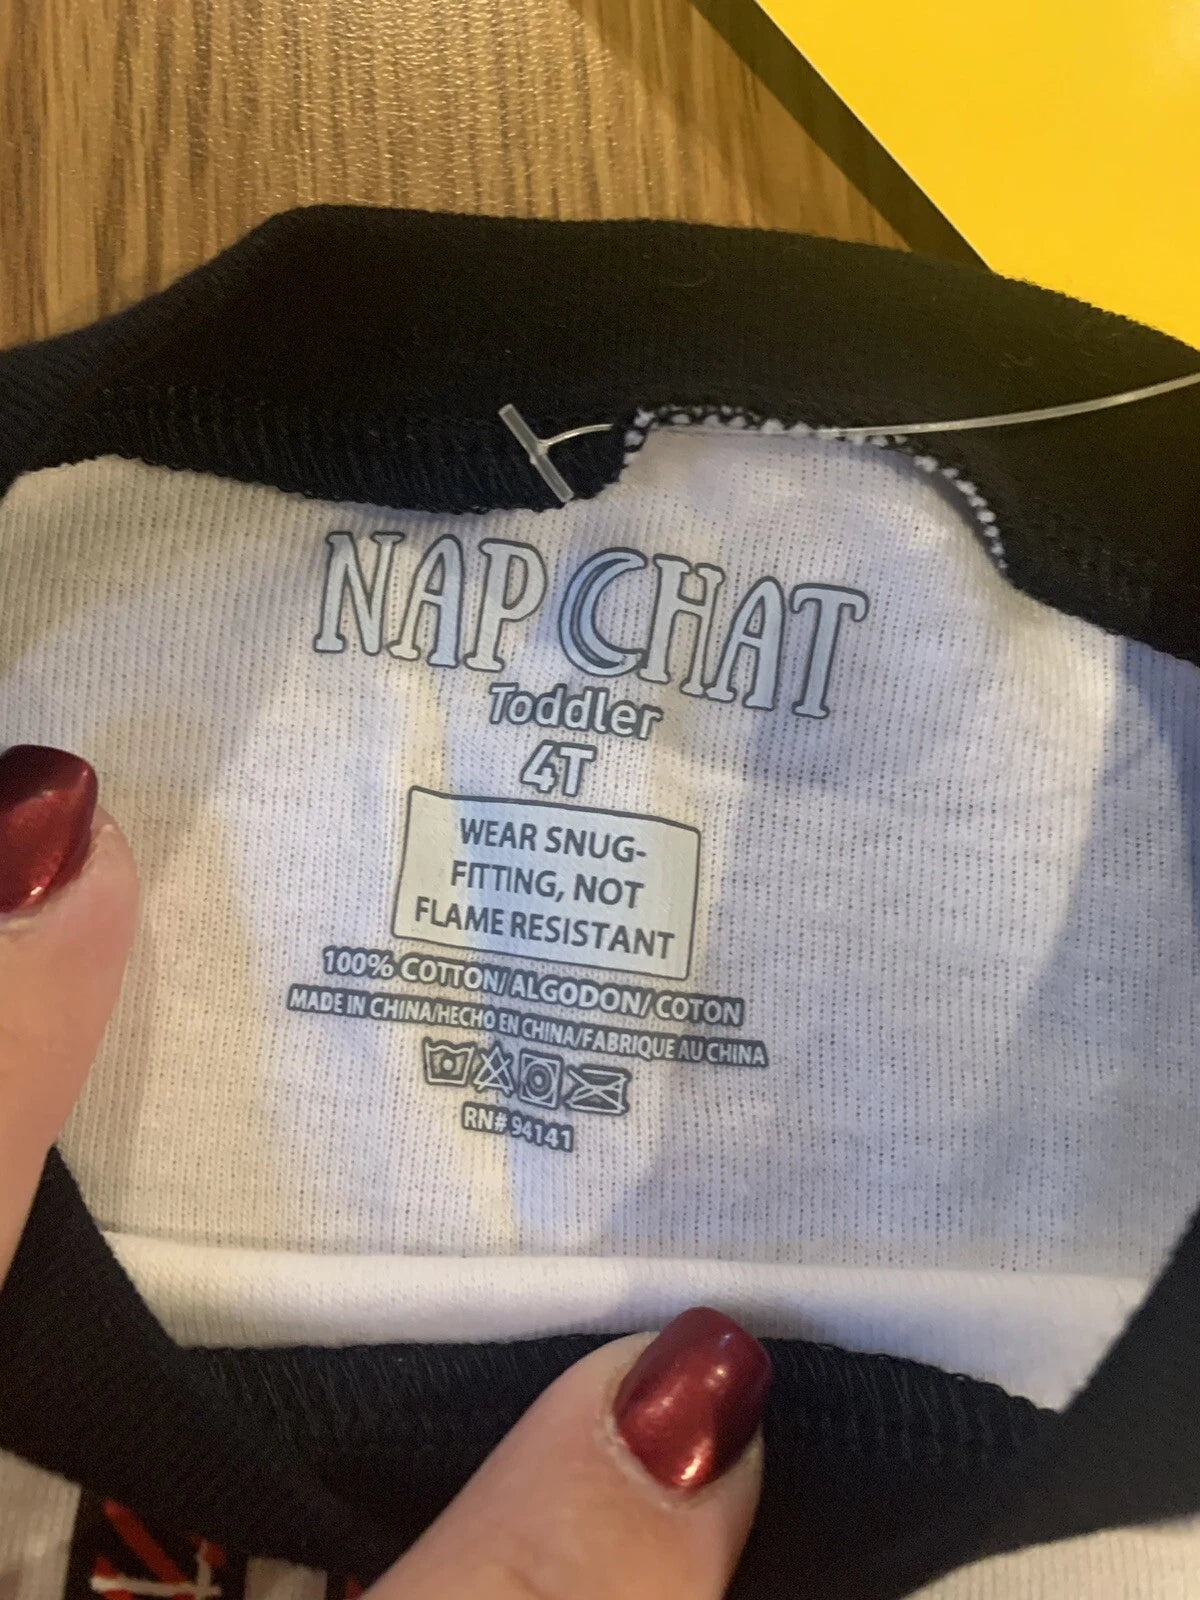 NAP CHAT
Toddler
4T
WEAR SNUG-
FITTING, NOT
FLAME RESISTANT
100% COTTON/ALGODON/COTON
MADE IN CHINA/HECHO EN CHINA/FABRIQUE AU CHINA
RN# 94141